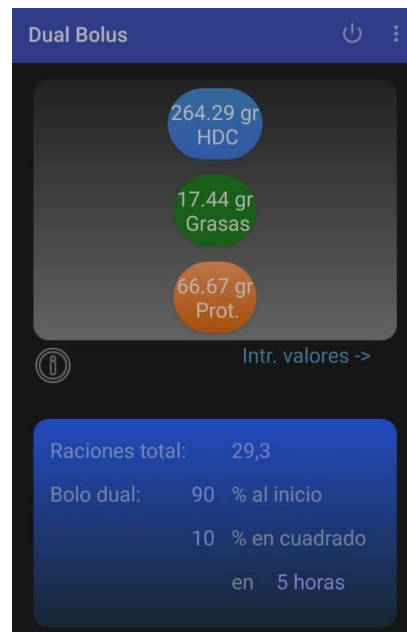 Dual Bolus
264.29 gr
HDC
17.44 gr
Grasas
66.67 gr
Prot.
Intr. valores ->
Raciones total: 29,3
Bolo dual: 90 % al inicio
10 % en cuadrado
en 5 horas